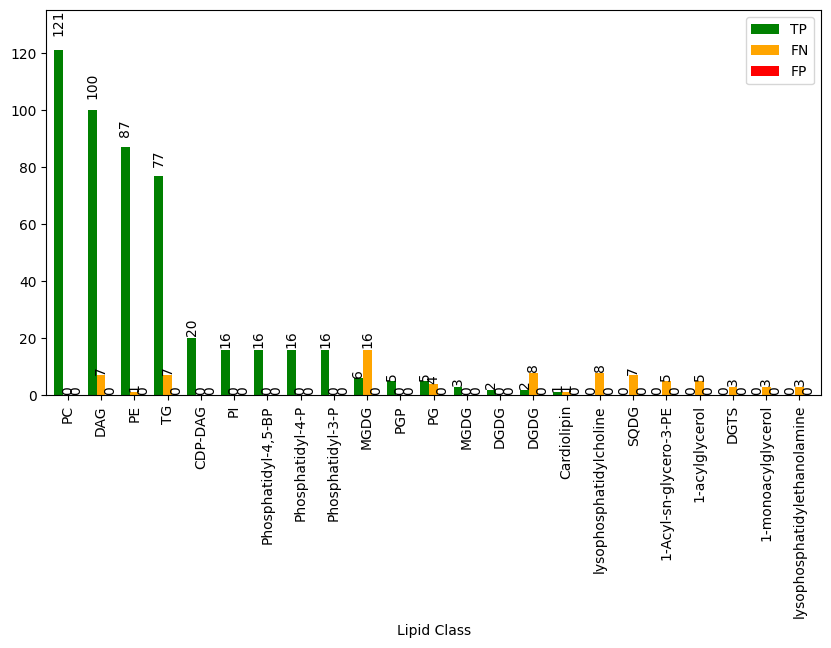 TP
FN
FP
120
100
80
60
40
20
0
121 0 0
100 7 0
87 1 0
77 7 0
20 0 0
16 0 0
16 0 0
16 0 0
16 0 0
6 16 0
5 0 0
5 4 0
3 0 0
2 0 0
2 8 0
1 1 0
0 8 0
0 7 0
0 5 0
0 5 0
0 3 0
0 3 0
0 3 0
PC
DAG
PE
TG
CDP-DAG
PI
Phosphatidyl-4,5-BP
Phosphatidyl-4-P
Phosphatidyl-3-P
MGDG
PGP
PG
MGDG
DGDG
DGDG
Cardiolipin
lysophosphatidylcholine
SQDG
1-Acyl-sn-glycero-3-PE
1-acylglycerol
DGTS
1-monoacylglycerol
lysophosphatidylethanolamine
Lipid Class